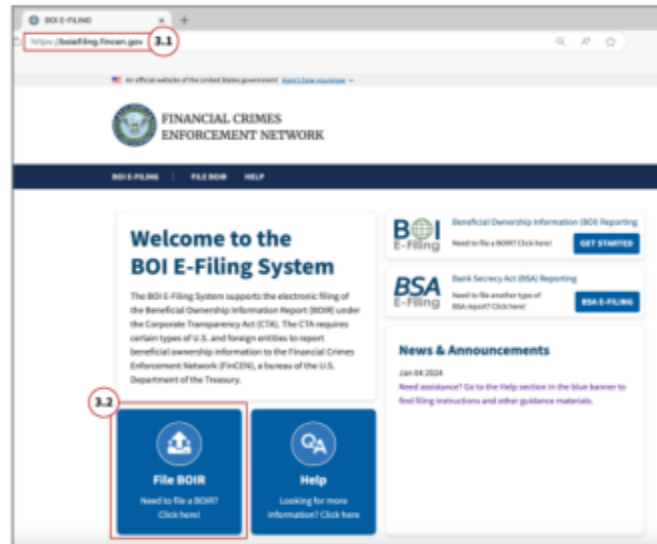 BOI E-FILING
https://boiefiling.fincen.gov
3.1
An official website of the United States government Here's how you know
FINANCIAL CRIMES
ENFORCEMENT NETWORK
BOI E-FILING
FILE BOIR
HELP
Welcome to the
BOI E-Filing System
The BOI E-Filing System supports the electronic filing of
the Beneficial Ownership Information Report (BOIR) under
the Corporate Transparency Act (CTA). The CTA requires
certain types of U.S. and foreign entities to report
beneficial ownership information to the Financial Crimes
Enforcement Network (FinCEN), a bureau of the U.S.
Department of the Treasury.
3.2
File BOIR
Need to file a BOIR?
Click here!
QA
Help
Looking for more
information? Click here
BOI
E-Filing
Beneficial Ownership Information (BOI) Reporting
Need to file a BOIR? Click here!
GET STARTED
BSA
E-Filing
Bank Secrecy Act (BSA) Reporting
Need to file another type of
BSA report? Click here!
BSA E-FILING
News & Announcements
Jan 04 2024
Need assistance? Go to the Help section in the blue banner to
find filing instructions and other guidance materials.